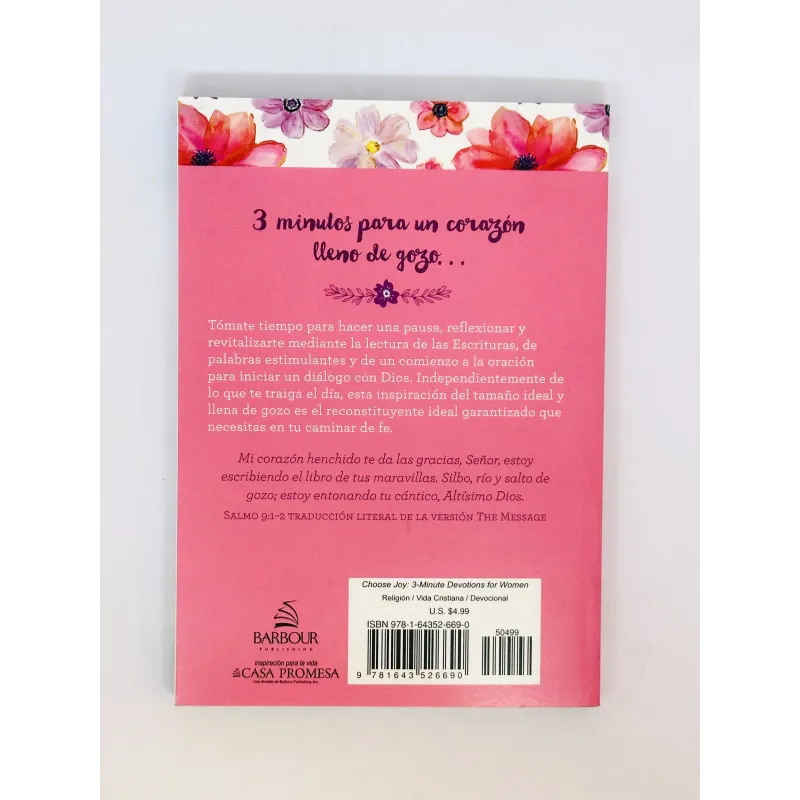 3 minutos para un corazón
lleno de gozo...
Tómate tiempo para hacer una pausa, reflexionar y
revitalizarte mediante la lectura de las Escrituras, de
palabras estimulantes y de un comienzo a la oración
para iniciar un diálogo con Dios. Independientemente de
lo que te traiga el día, esta inspiración del tamaño ideal y
llena de gozo es el reconstituyente ideal garantizado que
necesitas en tu caminar de fe.
Mi corazón henchido te da las gracias, Señor, estoy
escribiendo el libro de tus maravillas. Silbo, río y salto de
gozo; estoy entonando tu cántico, Altísimo Dios.
Salmo 9:1–2 traducción literal de la versión The Message
Choose Joy: 3-Minute Devotions for Women
Religión / Vida Cristiana / Devocional
U.S. $4.99
ISBN 978-1-64352-669-0
50499
9 781643 526690
BARBOUR
PUBLISHING
inspiración para la vida
CASA PROMESA
Una división de Barbour Publishing, Inc.